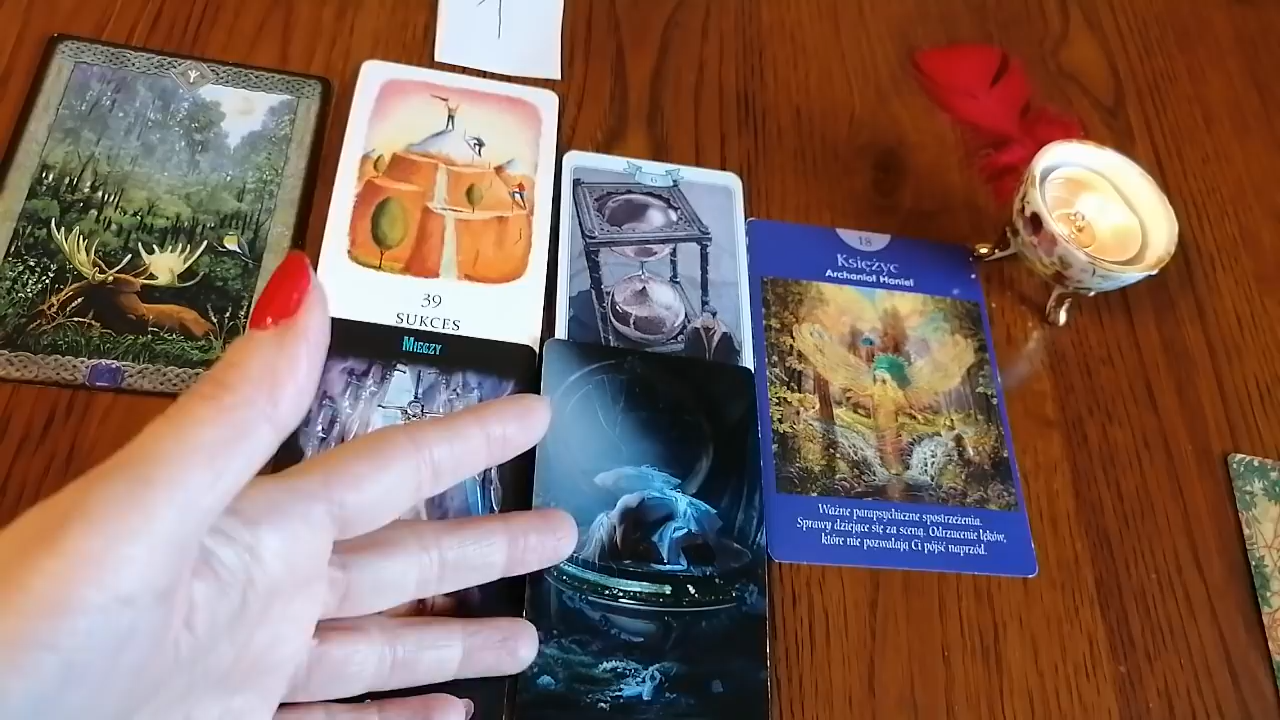 39
SUKCES
6
18
Księżyc
Archanioł Haniel
Ważne parapsychiczne spostrzeżenia.
Sprawy dziejące się za sceną. Odrzucenie lęków,
które nie pozwalają Ci pójść naprzód.
Mieczy